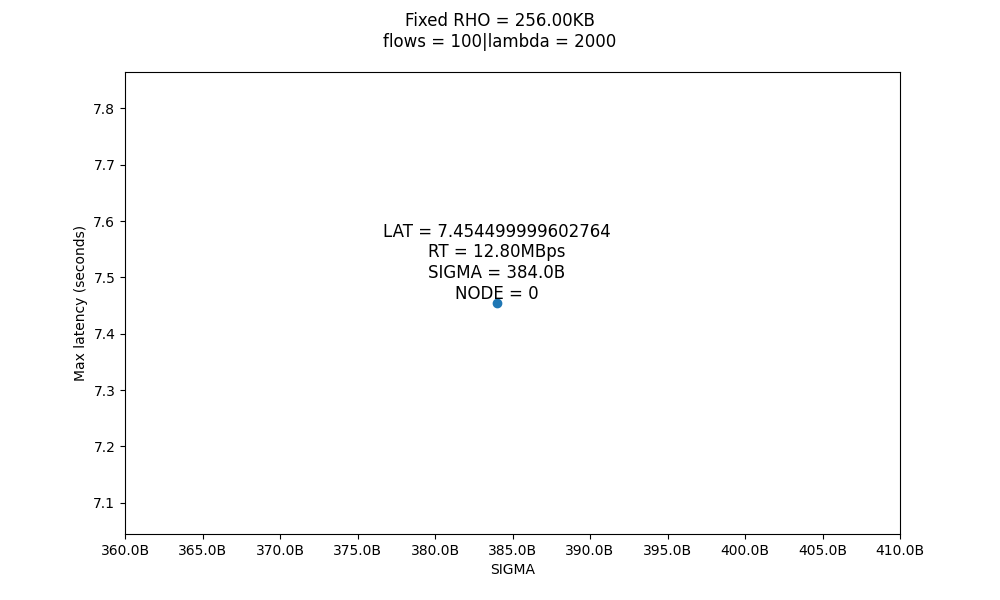 Fixed RHO = 256.00KB
flows = 100|lambda = 2000
7.8
7.7
7.6
7.5
7.4
7.3
7.2
7.1
Max latency (seconds)
LAT = 7.454499999602764
RT = 12.80MBps
SIGMA = 384.0B
NODE = 0
360.0B 365.0B 370.0B 375.0B 380.0B 385.0B 390.0B 395.0B 400.0B 405.0B 410.0B
SIGMA